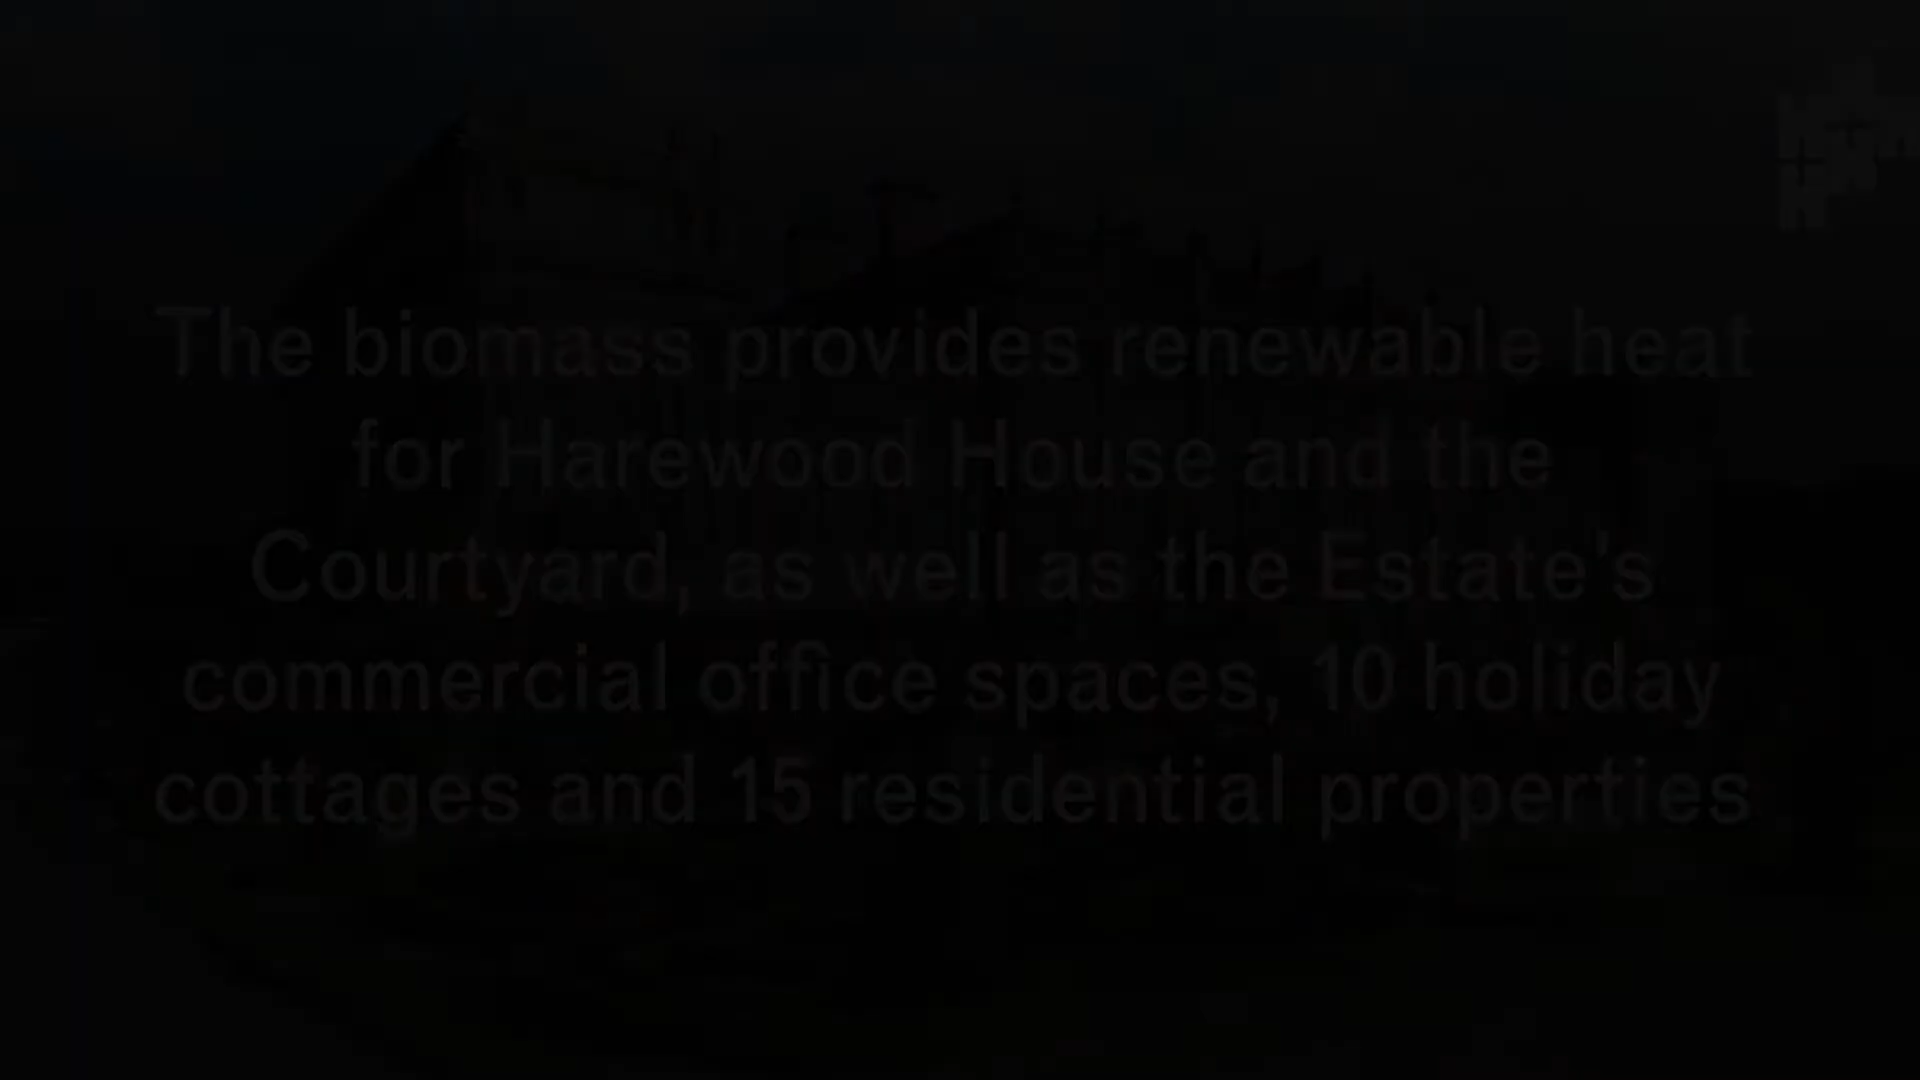 The biomass provides renewable heat
for Harewood House and the
Courtyard, as well as the Estate's
commercial office spaces, 10 holiday
cottages and 15 residential properties